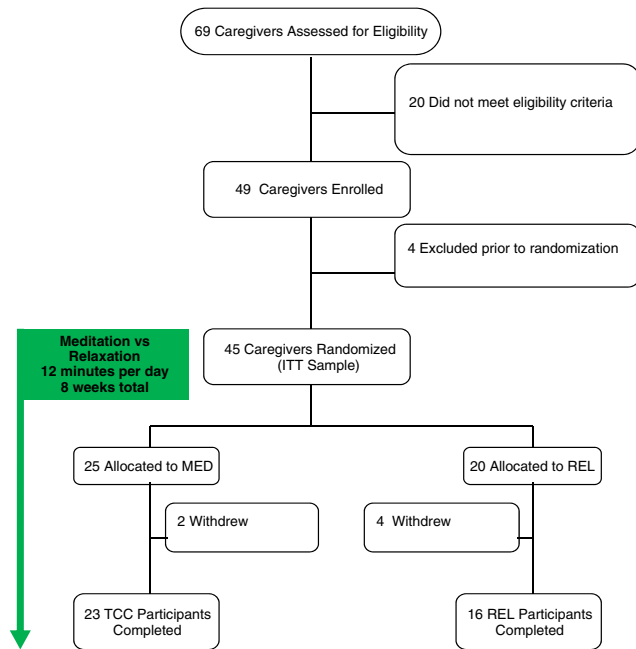 69 Caregivers Assessed for Eligibility
20 Did not meet eligibility criteria
49 Caregivers Enrolled
4 Excluded prior to randomization
Meditation vs
Relaxation
12 minutes per day
8 weeks total
45 Caregivers Randomized
(ITT Sample)
25 Allocated to MED
20 Allocated to REL
2 Withdrew
4 Withdrew
23 TCC Participants
Completed
16 REL Participants
Completed